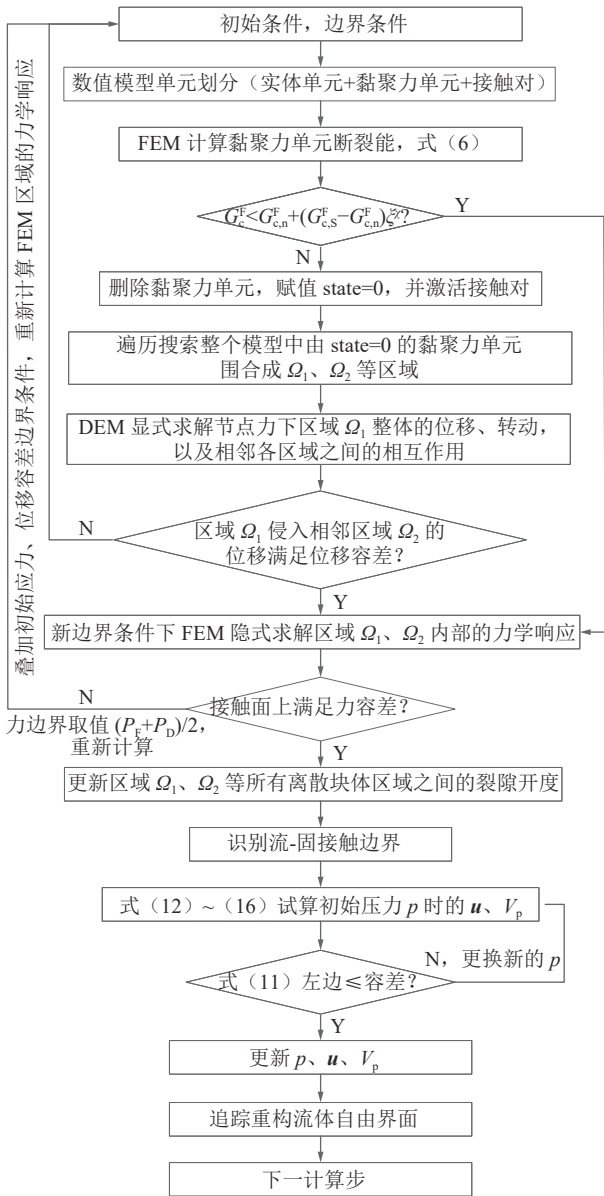 初始条件，边界条件
数值模型单元划分（实体单元+黏聚力单元+接触对）
FEM 计算黏聚力单元断裂能，式（6）
G_c^F<G_{c,n}^F+(G_{c,S}^F−G_{c,n}^F)ξ^χ?
Y
N
删除黏聚力单元，赋值 state=0，并激活接触对
遍历搜索整个模型中由 state=0 的黏聚力单元
围合成 Ω₁、Ω₂ 等区域
DEM 显式求解节点力下区域 Ω₁ 整体的位移、转动，
以及相邻各区域之间的相互作用
N
区域 Ω₁ 侵入相邻区域 Ω₂ 的
位移满足位移容差？
Y
新边界条件下 FEM 隐式求解区域 Ω₁、Ω₂ 内部的力学响应
叠加初始应力、位移容差边界条件，重新计算 FEM 区域的力学响应
N
接触面上满足力容差？
力边界取值 (P_F+P_D)/2，
重新计算
Y
更新区域 Ω₁、Ω₂ 等所有离散块体区域之间的裂隙开度
识别流-固接触边界
式（12）~（16）试算初始压力 p 时的 u、V_p
N，更换新的 p
式（11）左边≤容差？
Y
更新 p、u、V_p
追踪重构流体自由界面
下一计算步